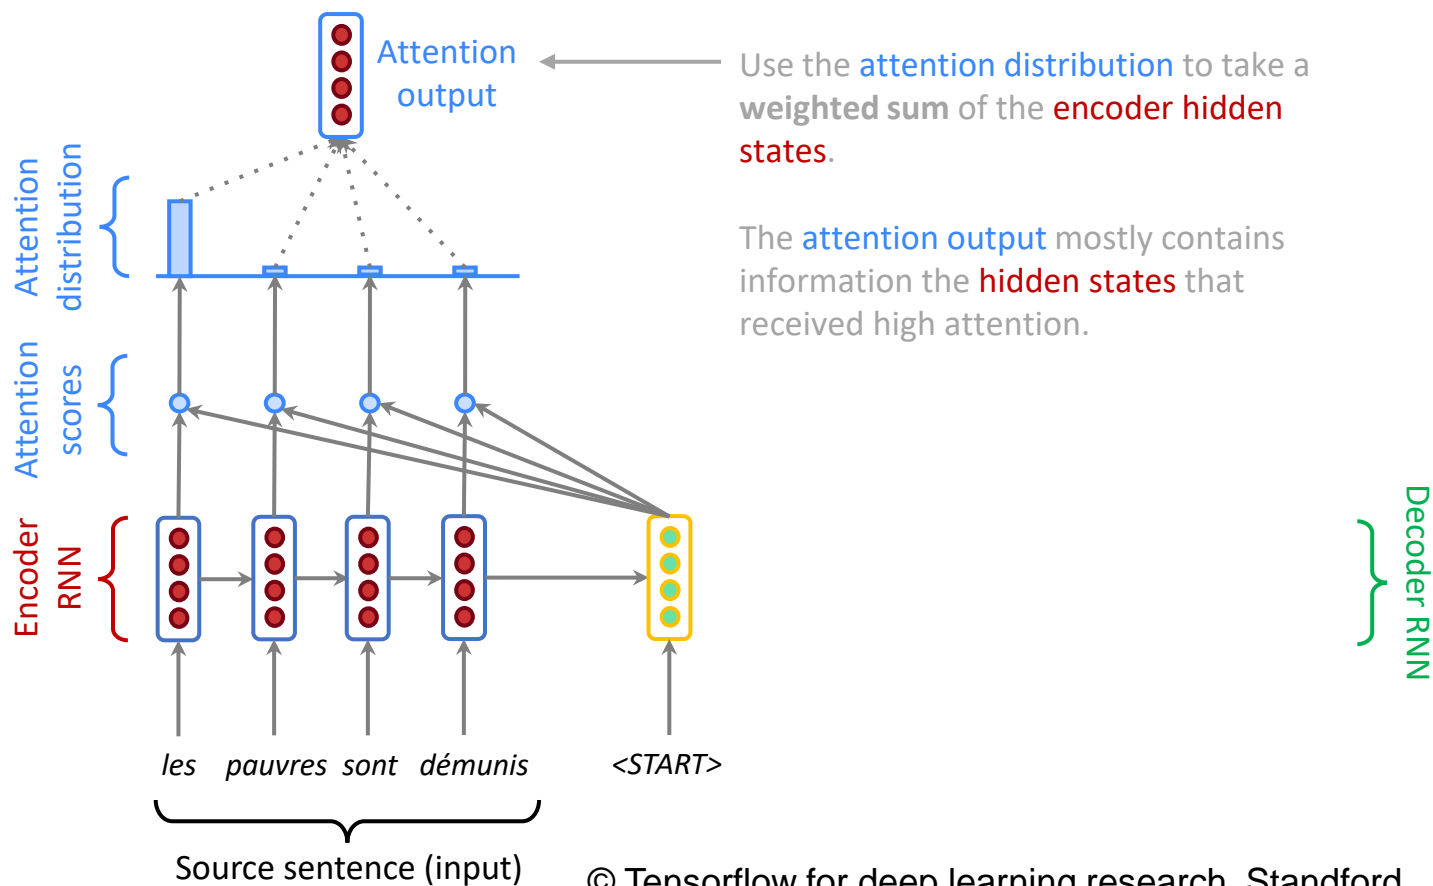 Attention
output
Use the attention distribution to take a
weighted sum of the encoder hidden
states.
The attention output mostly contains
information the hidden states that
received high attention.
Attention
distribution
Attention
scores
Encoder
RNN
Decoder RNN
les pauvres sont démunis <START>
Source sentence (input)
© Tensorflow for deep learning research. Standford